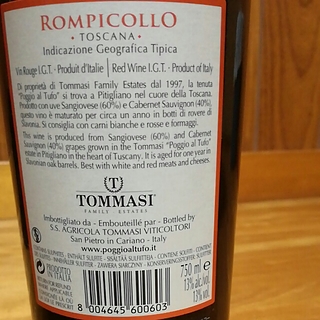 ROMPICOLLO
• TOSCANA •
Indicazione Geografica Tipica
Vin Rouge I.G.T. - Produit d'Italie
Red Wine I.G.T. - Product of Italy
Di proprietà di Tommasi Family Estates dal 1997, la tenuta
"Poggio al Tufo" si trova a Pitigliano nel cuore della Toscana.
Prodotto con uve Sangiovese (60%) e Cabernet Sauvignon (40%),
questo vino è maturato per circa un anno in botti di rovere di
Slavonia. Si consiglia con carni bianche e rosse e formaggi.
This wine is produced from Sangiovese (60%) and Cabernet
Sauvignon (40%) grapes grown in the Tommasi "Poggio al Tufo"
estate in Pitigliano in the heart of Tuscany. It is aged for one year in
Slavonian oak barrels. Best with white and red meats and cheeses.
T
TOMMASI
FAMILY ESTATES
Imbottigliato da - Embouteillé par - Bottled by
S.S. AGRICOLA TOMMASI VITICOLTORI
San Pietro in Cariano - Italy
www.poggioaltufo.it
PRODOTTO
IN ITALIA
8 004645 600603
750 ml e
13% alc./vol.
13% vol.